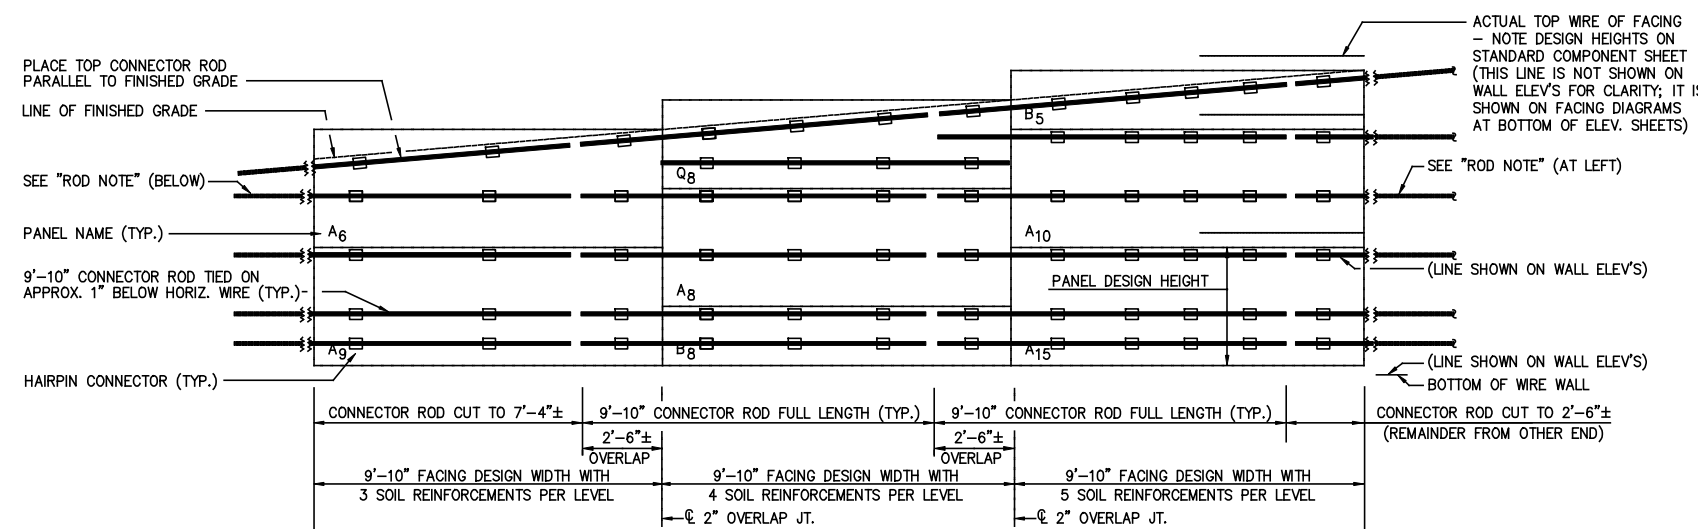 ACTUAL TOP WIRE OF FACING
– NOTE DESIGN HEIGHTS ON
STANDARD COMPONENT SHEET
(THIS LINE IS NOT SHOWN ON
WALL ELEV'S FOR CLARITY; IT IS
SHOWN ON FACING DIAGRAMS
AT BOTTOM OF ELEV. SHEETS)
PLACE TOP CONNECTOR ROD
PARALLEL TO FINISHED GRADE
LINE OF FINISHED GRADE
SEE "ROD NOTE" (BELOW)
PANEL NAME (TYP.)
9'-10" CONNECTOR ROD TIED ON
APPROX. 1" BELOW HORIZ. WIRE (TYP.)
HAIRPIN CONNECTOR (TYP.)
B5
Q8
A6
A10
A8
PANEL DESIGN HEIGHT
A9
B8
A15
SEE "ROD NOTE" (AT LEFT)
(LINE SHOWN ON WALL ELEV'S)
(LINE SHOWN ON WALL ELEV'S)
BOTTOM OF WIRE WALL
CONNECTOR ROD CUT TO 7'-4"±
9'-10" CONNECTOR ROD FULL LENGTH (TYP.)
9'-10" CONNECTOR ROD FULL LENGTH (TYP.)
CONNECTOR ROD CUT TO 2'-6"±
(REMAINDER FROM OTHER END)
2'-6"±
OVERLAP
2'-6"±
OVERLAP
9'-10" FACING DESIGN WIDTH WITH
3 SOIL REINFORCEMENTS PER LEVEL
9'-10" FACING DESIGN WIDTH WITH
4 SOIL REINFORCEMENTS PER LEVEL
9'-10" FACING DESIGN WIDTH WITH
5 SOIL REINFORCEMENTS PER LEVEL
℄ 2" OVERLAP JT.
℄ 2" OVERLAP JT.